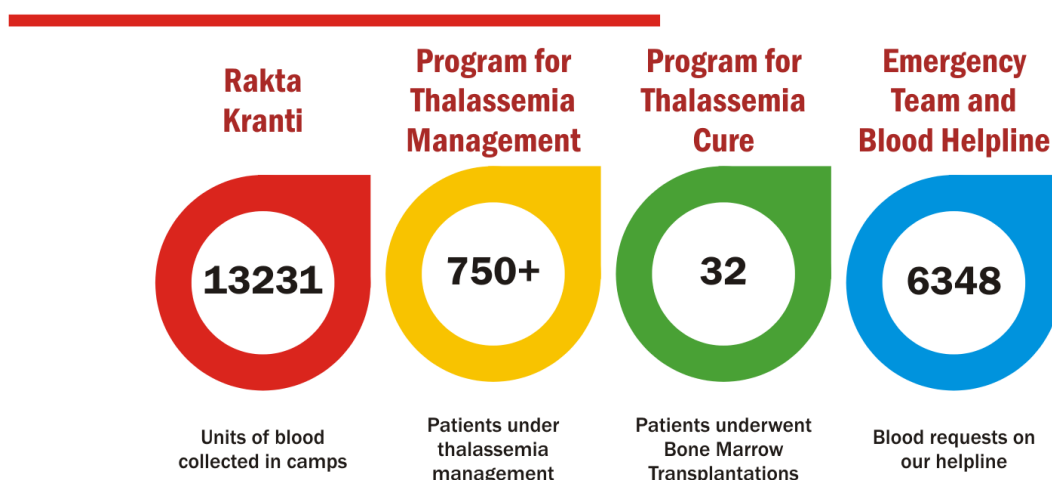 Rakta
Kranti
13231
Units of blood
collected in camps
Program for
Thalassemia
Management
750+
Patients under
thalassemia
management
Program for
Thalassemia
Cure
32
Patients underwent
Bone Marrow
Transplantations
Emergency
Team and
Blood Helpline
6348
Blood requests on
our helpline